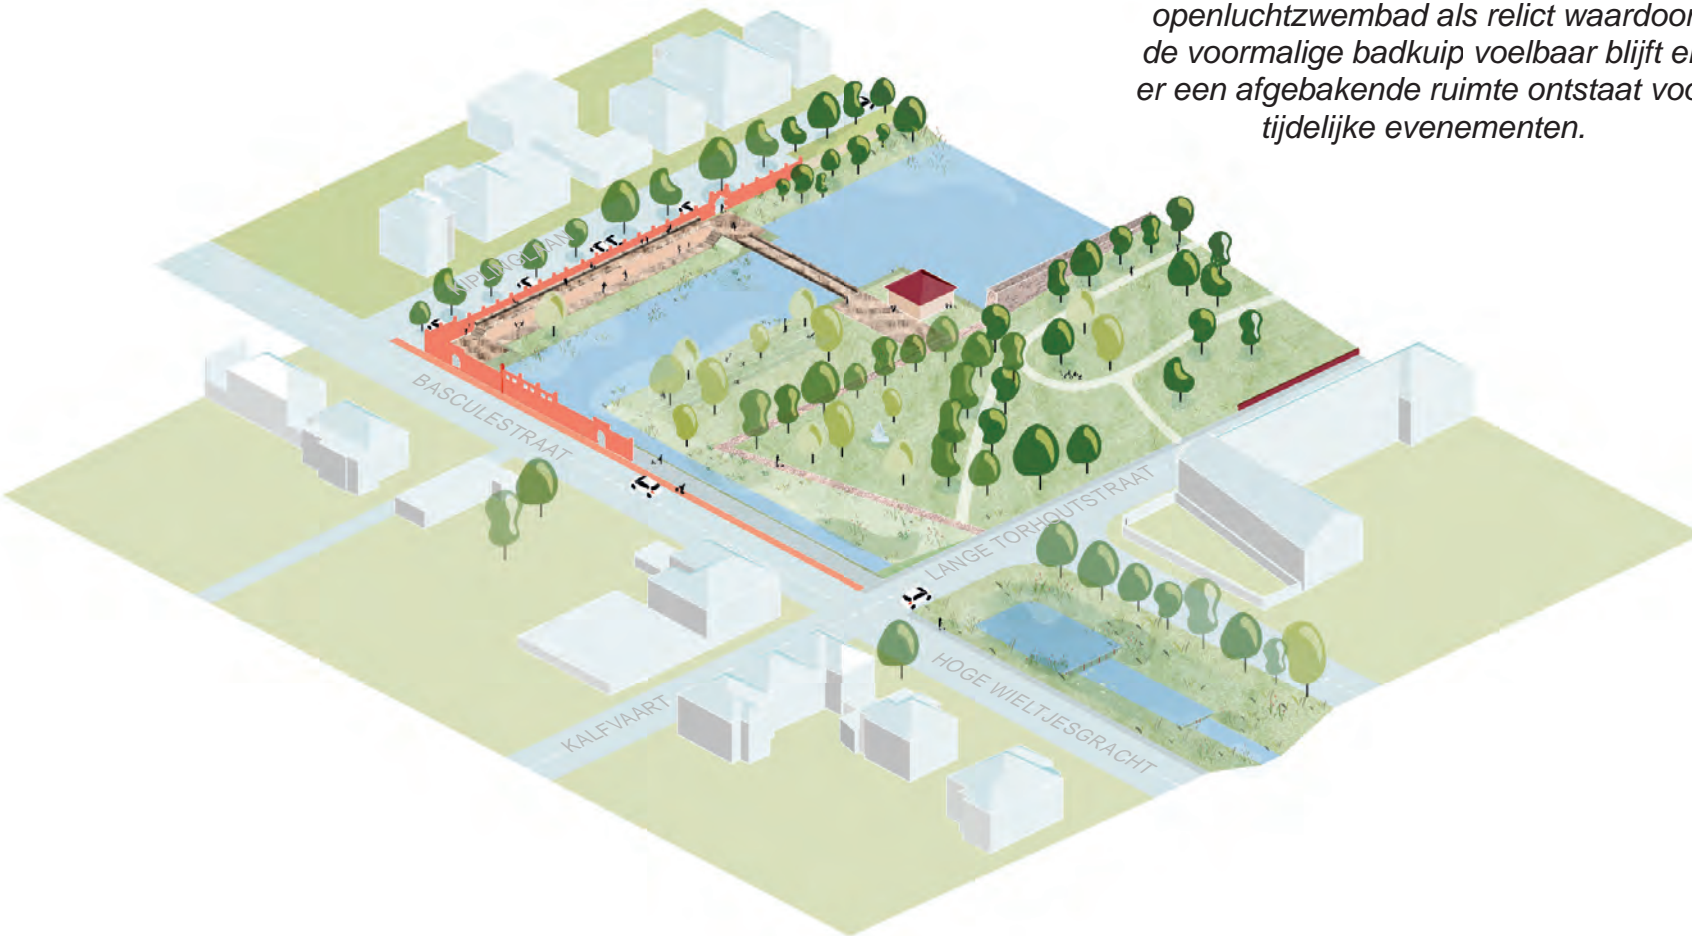 openluchtzwembad als relict waardoor
de voormalige badkuip voelbaar blijft en
er een afgebakende ruimte ontstaat voo
tijdelijke evenementen.
KIPLINGLAAN
BASCULESTRAAT
LANGE TORHOUTSTRAAT
HOGE WIELTJESGRACHT
KALFVAART